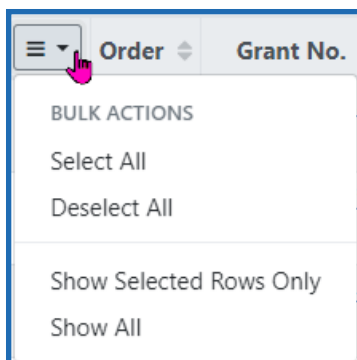 Order Grant No.
BULK ACTIONS
Select All
Deselect All
Show Selected Rows Only
Show All